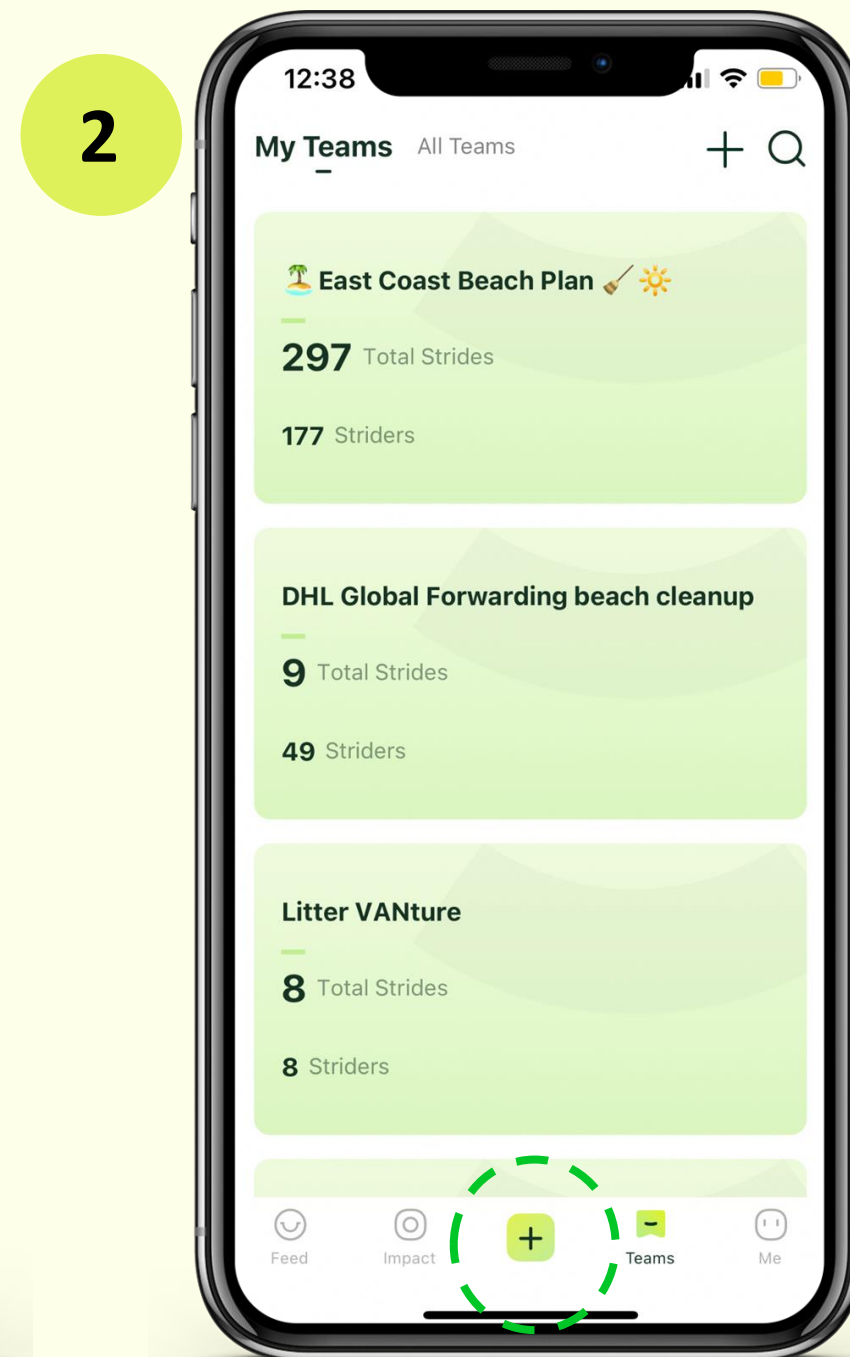 2
12:38
My Teams All Teams
🏝️ East Coast Beach Plan 🧹 ☀️
297 Total Strides
177 Striders
DHL Global Forwarding beach cleanup
9 Total Strides
49 Striders
Litter VANture
8 Total Strides
8 Striders
Feed Impact Teams Me